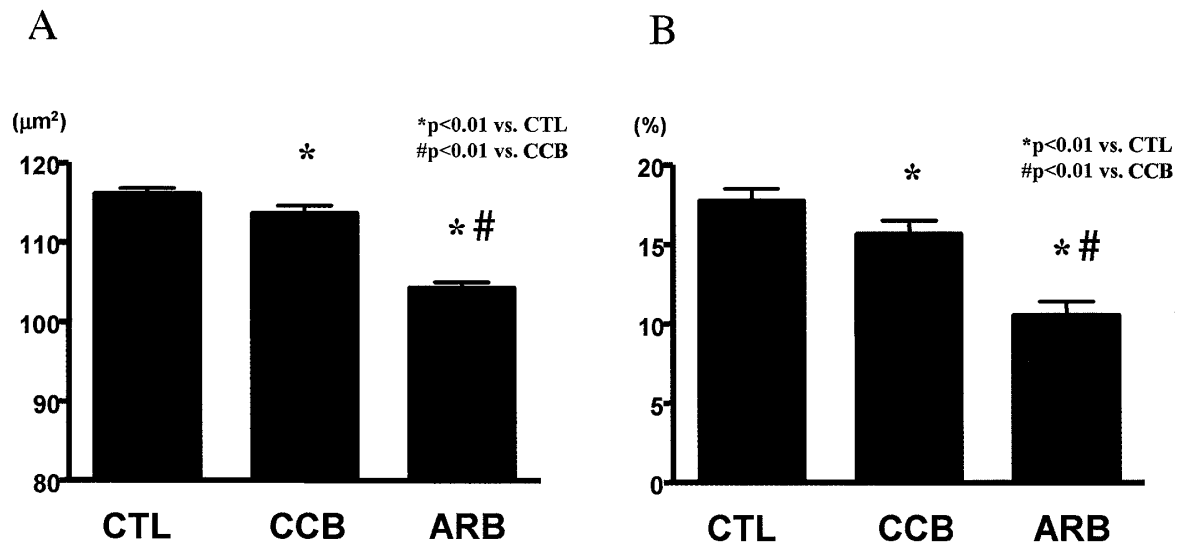 A
(μm²)
*p<0.01 vs. CTL
#p<0.01 vs. CCB
120
110
100
90
80
*
* #
CTL CCB ARB
B
(%)
*p<0.01 vs. CTL
#p<0.01 vs. CCB
20
15
10
5
0
*
* #
CTL CCB ARB